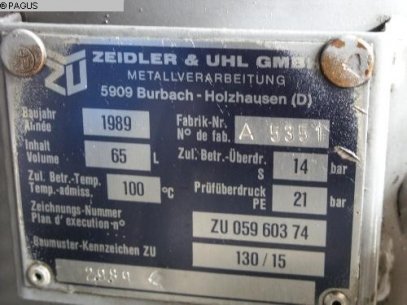 © PAGUS
ZU
ZEIDLER & UHL GMB
METALLVERARBEITUNG
5909 Burbach - Holzhausen (D)
Baujahr
Année
1989
Fabrik-Nr.
Nº de fab.
A 5351
Inhalt
Volume
65 L
Zul. Betr.-Überdr.
S
14 bar
Zul. Betr.-Temp.
Temp.-admiss.
100 °C
Prüfüberdruck
PE
21 bar
Zeichnungs-Nummer
Plan d'execution nº
ZU 059 603 74
Baumuster-Kennzeichen ZU
130/15